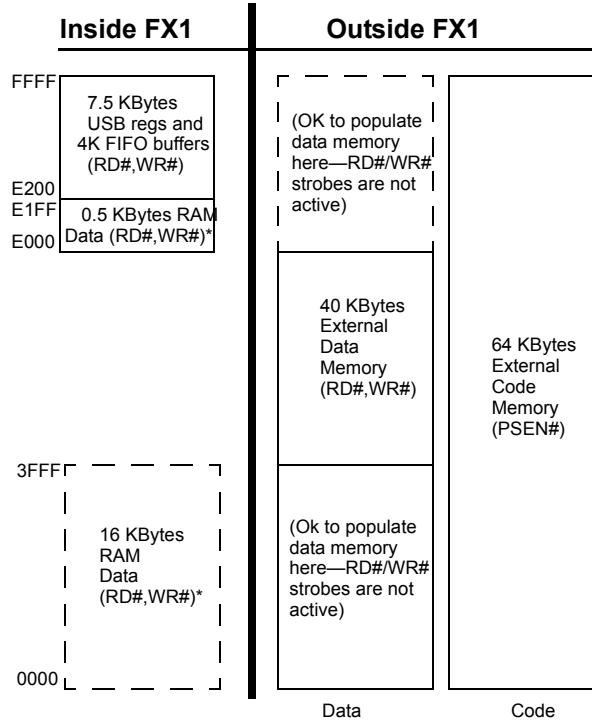 Inside FX1
Outside FX1
FFFF
7.5 KBytes
USB regs and
4K FIFO buffers
(RD#,WR#)
E200
E1FF
0.5 KBytes RAM
Data (RD#,WR#)*
E000
(OK to populate
data memory
here—RD#/WR#
strobes are not
active)
40 KBytes
External
Data
Memory
(RD#,WR#)
64 KBytes
External
Code
Memory
(PSEN#)
3FFF
16 KBytes
RAM
Data
(RD#,WR#)*
(Ok to populate
data memory
here—RD#/WR#
strobes are not
active)
0000
Data
Code